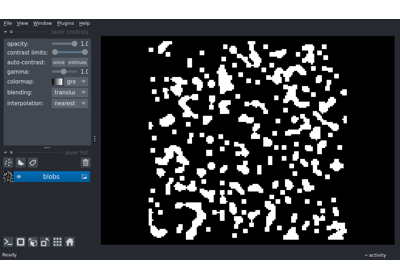 File View Window Plugins Help
layer controls
opacity: 1.0
contrast limits:
auto-contrast: once
gamma: 1.0
colormap: gra
blending: translu
interpolation: nearest
layer list
blobs
Ready
activity